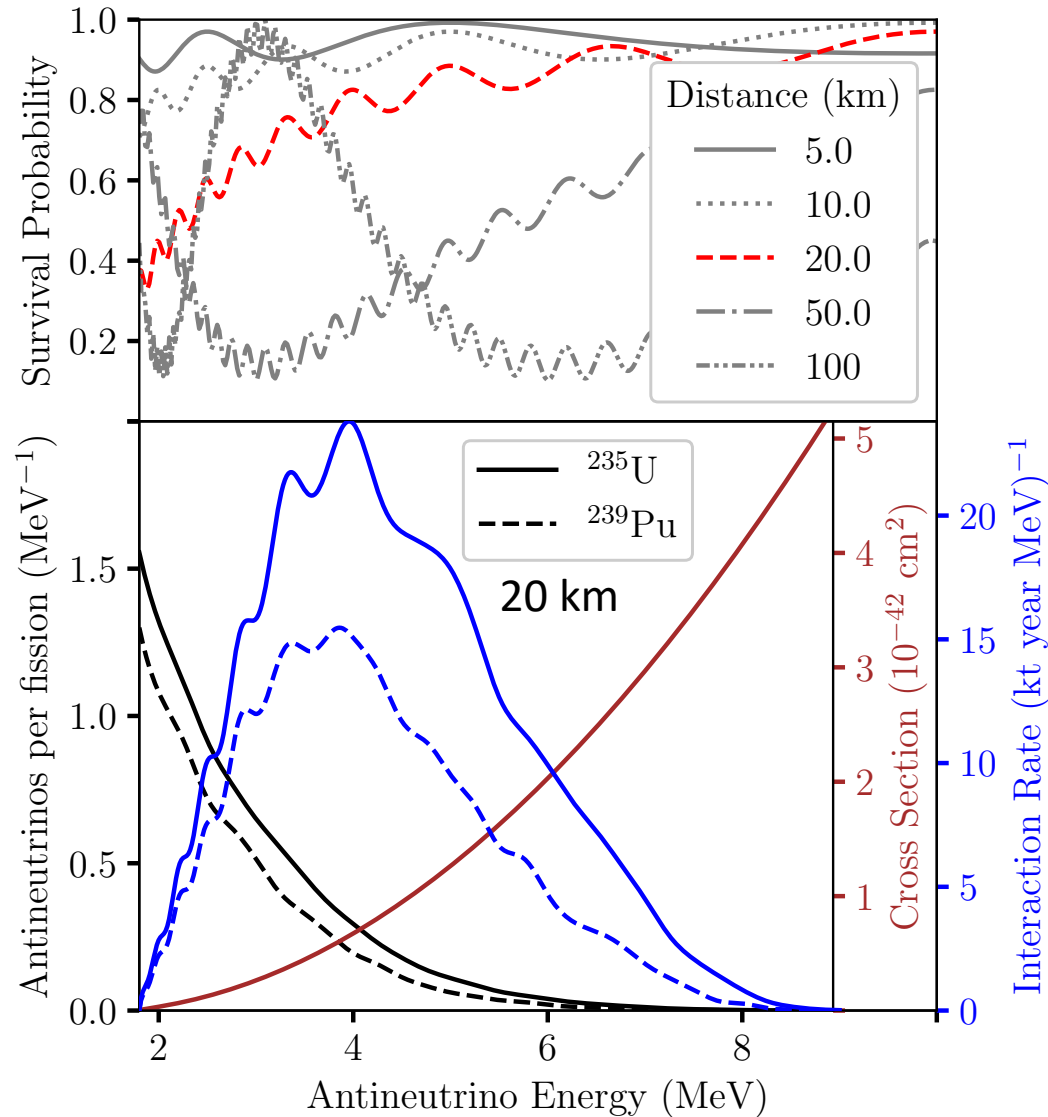 Survival Probability
1.0
0.8
0.6
0.4
0.2
Distance (km)
5.0
10.0
20.0
50.0
100
Antineutrinos per fission (MeV⁻¹)
1.5
1.0
0.5
0.0
²³⁵U
²³⁹Pu
20 km
5
4
3
2
1
Cross Section (10⁻⁴² cm²)
20
15
10
5
0
Interaction Rate (kt year MeV)⁻¹
2 4 6 8
Antineutrino Energy (MeV)